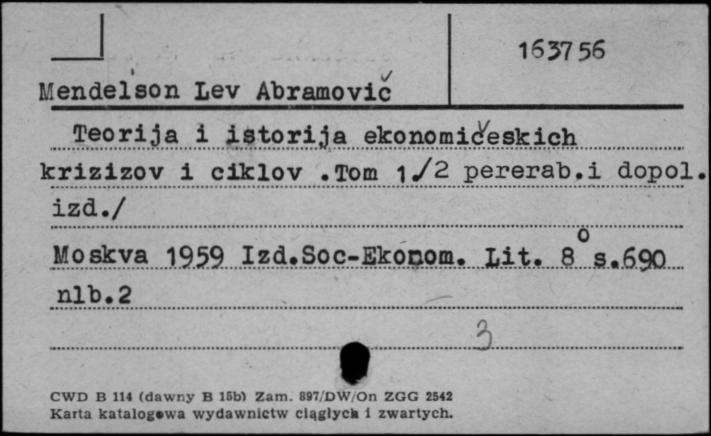 163756
Mendelson Lev Abramovič
Teorija i istorija ekonomičeskich
krizizov i ciklov .Tom 1/2 pererab.i dopol.
izd./
Moskva 1959 Izd.Soc-Ekonom. Lit. 8° s.690
nlb.2
3
CWD B 114 (dawny B 15b) Zam. 897/DW/On ZGG 2542
Karta katalogowa wydawnictw ciągłych i zwartych.